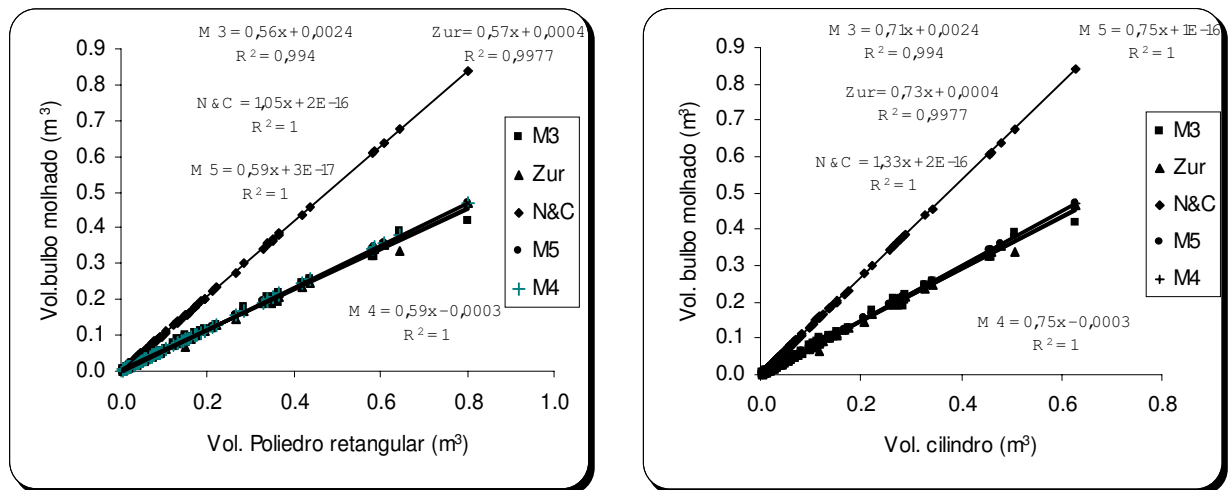 M 3 = 0,56x + 0,0024
R² = 0,994
Zur = 0,57x + 0,0004
R² = 0,9977
N & C = 1,05x + 2E-16
R² = 1
M 5 = 0,59x + 3E-17
R² = 1
M 4 = 0,59x - 0,0003
R² = 1
Vol.bulbo molhado (m³)
0.9
0.8
0.7
0.6
0.5
0.4
0.3
0.2
0.1
0.0
0.0 0.2 0.4 0.6 0.8 1.0
Vol. Poliedro retangular (m³)
M3
Zur
N&C
M5
M4
M 3 = 0,71x + 0,0024
R² = 0,994
M 5 = 0,75x + 1E-16
R² = 1
Zur = 0,73x + 0,0004
R² = 0,9977
N & C = 1,33x + 2E-16
R² = 1
M 4 = 0,75x - 0,0003
R² = 1
Vol. bulbo molhado (m³)
0.9
0.8
0.7
0.6
0.5
0.4
0.3
0.2
0.1
0.0
0.0 0.2 0.4 0.6 0.8
Vol. cilindro (m³)
M3
Zur
N&C
M5
M4